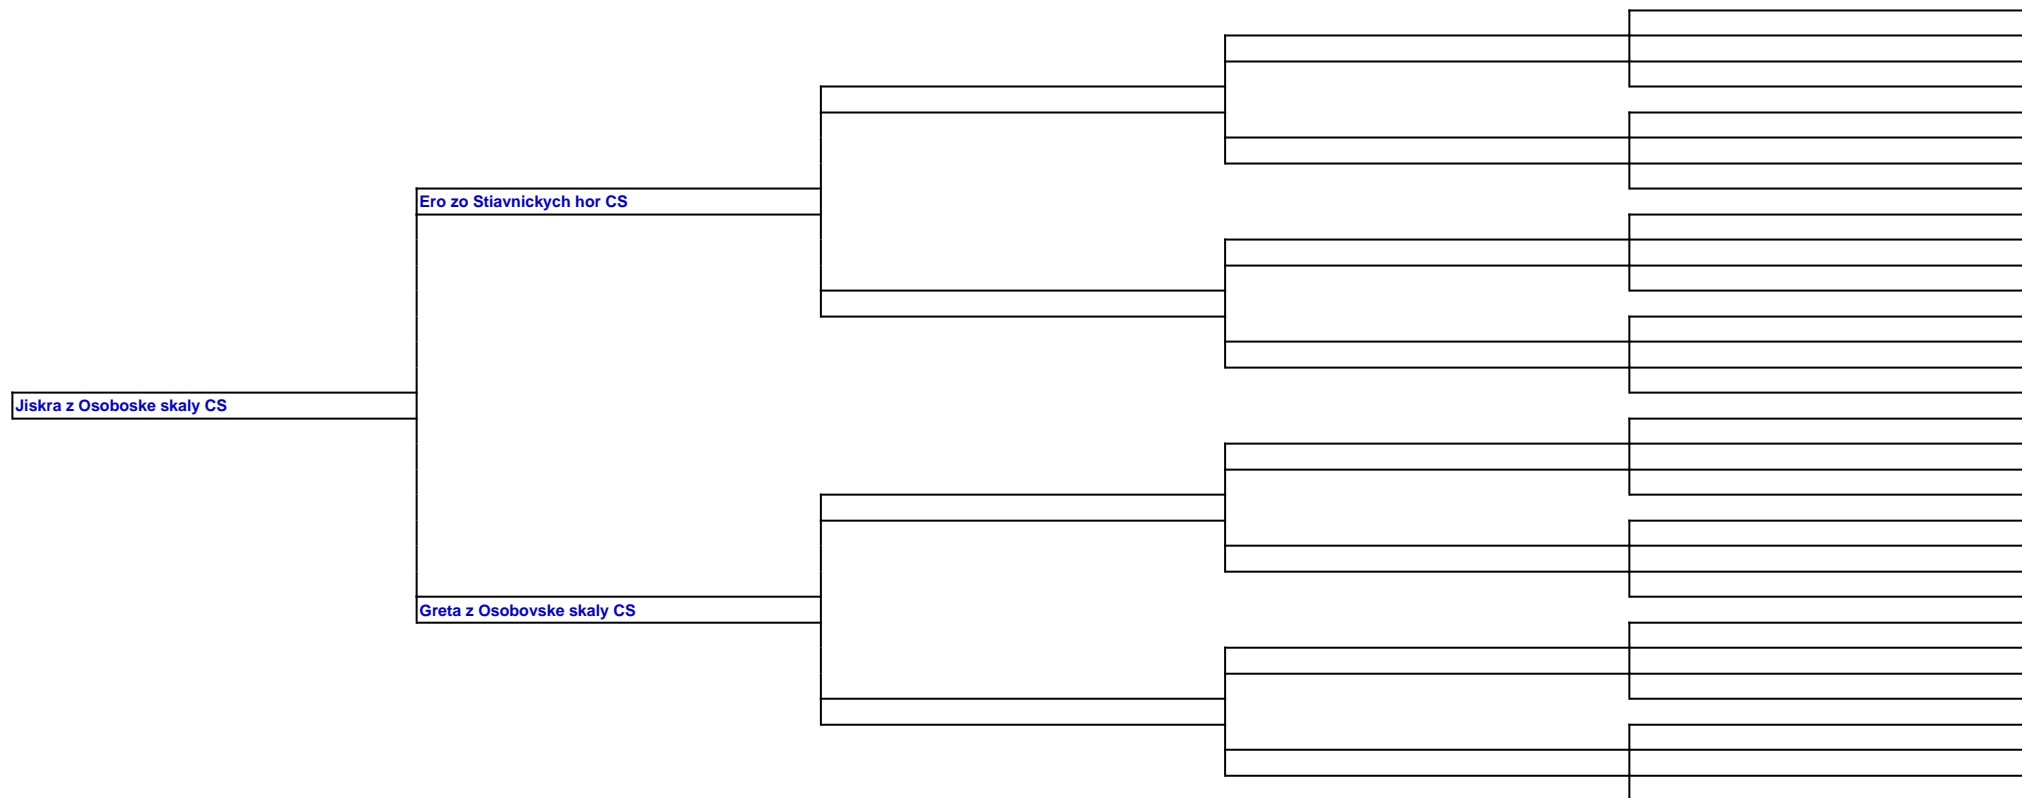 Ero zo Stiavnickych hor CS
Jiskra z Osoboske skaly CS
Greta z Osobovske skaly CS